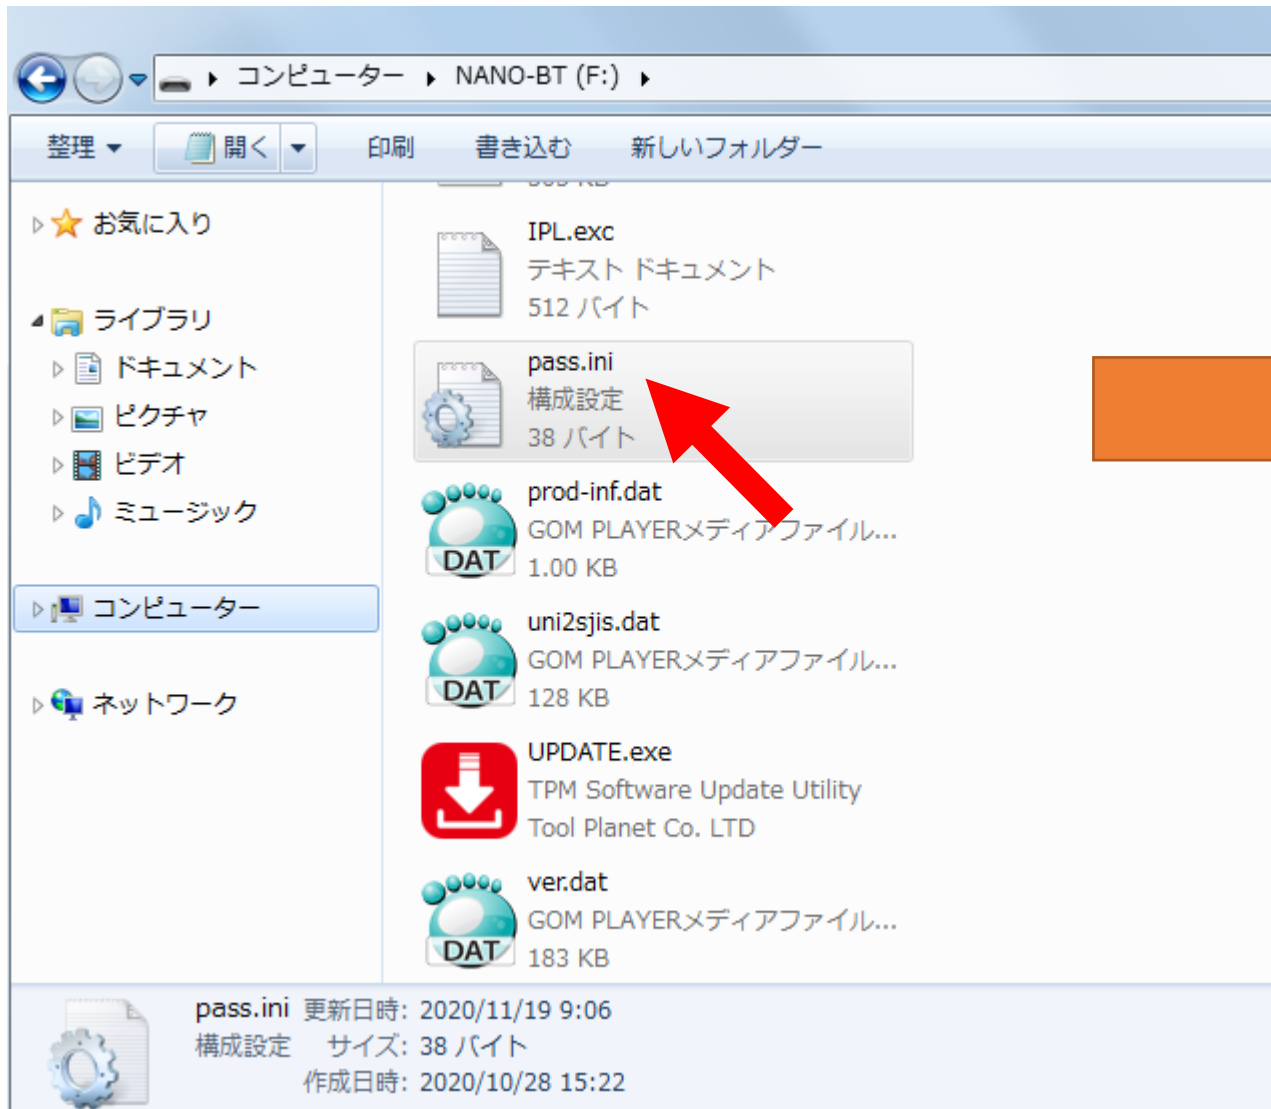 コンピューター NANO-BT (F:)
整理 開く 印刷 書き込む 新しいフォルダー
お気に入り
ライブラリ
ドキュメント
ピクチャ
ビデオ
ミュージック
コンピューター
ネットワーク
IPL.exc
テキスト ドキュメント
512 バイト
pass.ini
構成設定
38 バイト
prod-inf.dat
GOM PLAYERメディアファイル...
DAT
1.00 KB
uni2sjis.dat
GOM PLAYERメディアファイル...
DAT
128 KB
UPDATE.exe
TPM Software Update Utility
Tool Planet Co. LTD
ver.dat
GOM PLAYERメディアファイル...
DAT
183 KB
pass.ini 更新日時: 2020/11/19 9:06
構成設定 サイズ: 38 バイト
作成日時: 2020/10/28 15:22